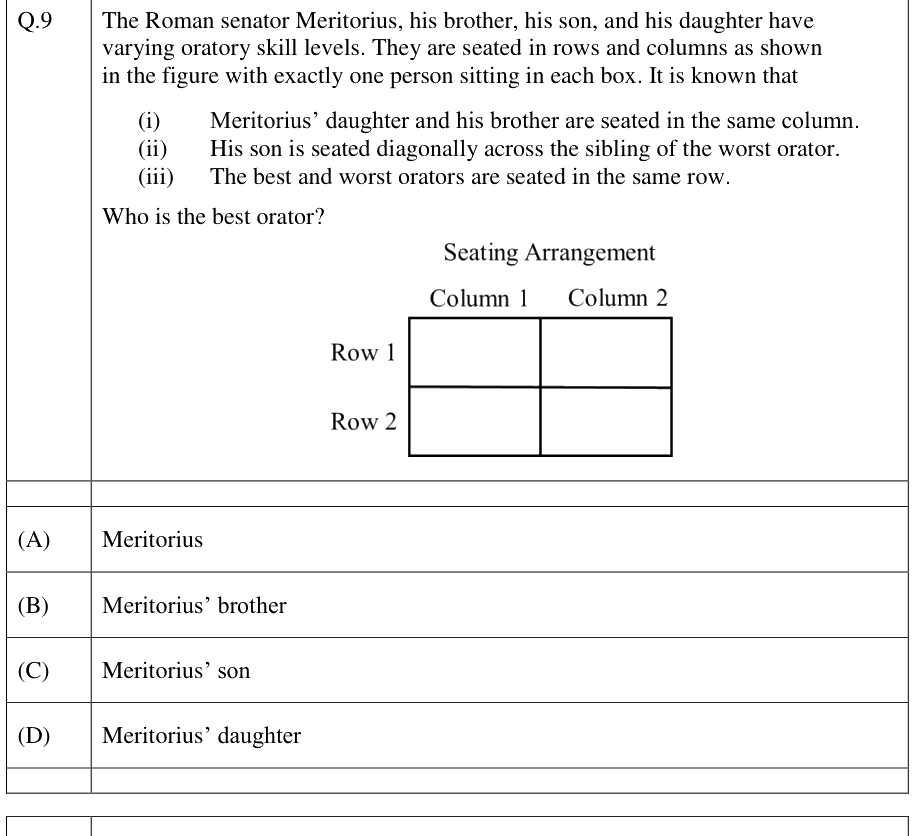 Q.9 The Roman senator Meritorius, his brother, his son, and his daughter have
varying oratory skill levels. They are seated in rows and columns as shown
in the figure with exactly one person sitting in each box. It is known that
(i) Meritorius’ daughter and his brother are seated in the same column.
(ii) His son is seated diagonally across the sibling of the worst orator.
(iii) The best and worst orators are seated in the same row.
Who is the best orator?
Seating Arrangement
Column 1 Column 2
Row 1
Row 2
(A) Meritorius
(B) Meritorius’ brother
(C) Meritorius’ son
(D) Meritorius’ daughter